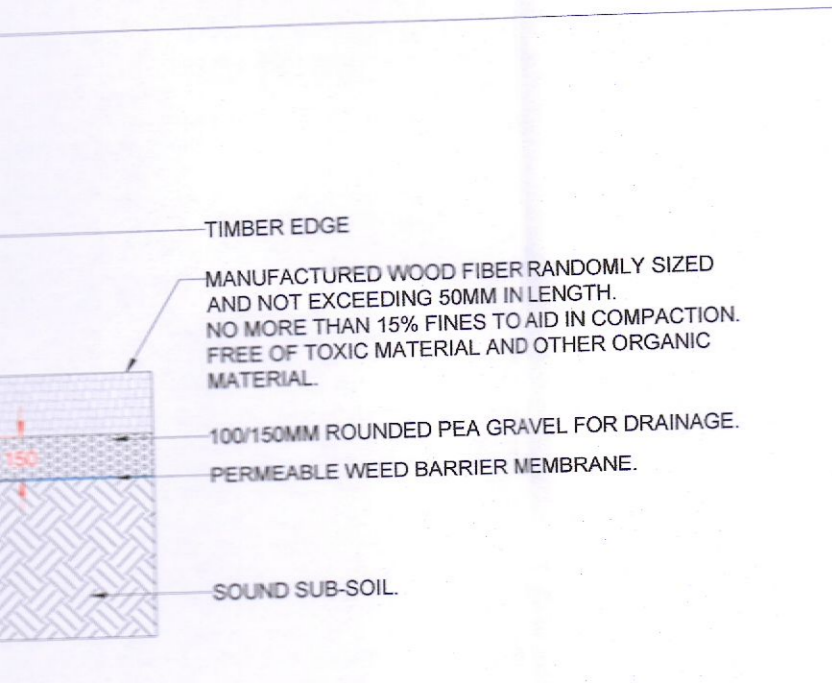 TIMBER EDGE
MANUFACTURED WOOD FIBER RANDOMLY SIZED
AND NOT EXCEEDING 50MM IN LENGTH.
NO MORE THAN 15% FINES TO AID IN COMPACTION.
FREE OF TOXIC MATERIAL AND OTHER ORGANIC
MATERIAL.
100/150MM ROUNDED PEA GRAVEL FOR DRAINAGE.
150
PERMEABLE WEED BARRIER MEMBRANE.
SOUND SUB-SOIL.